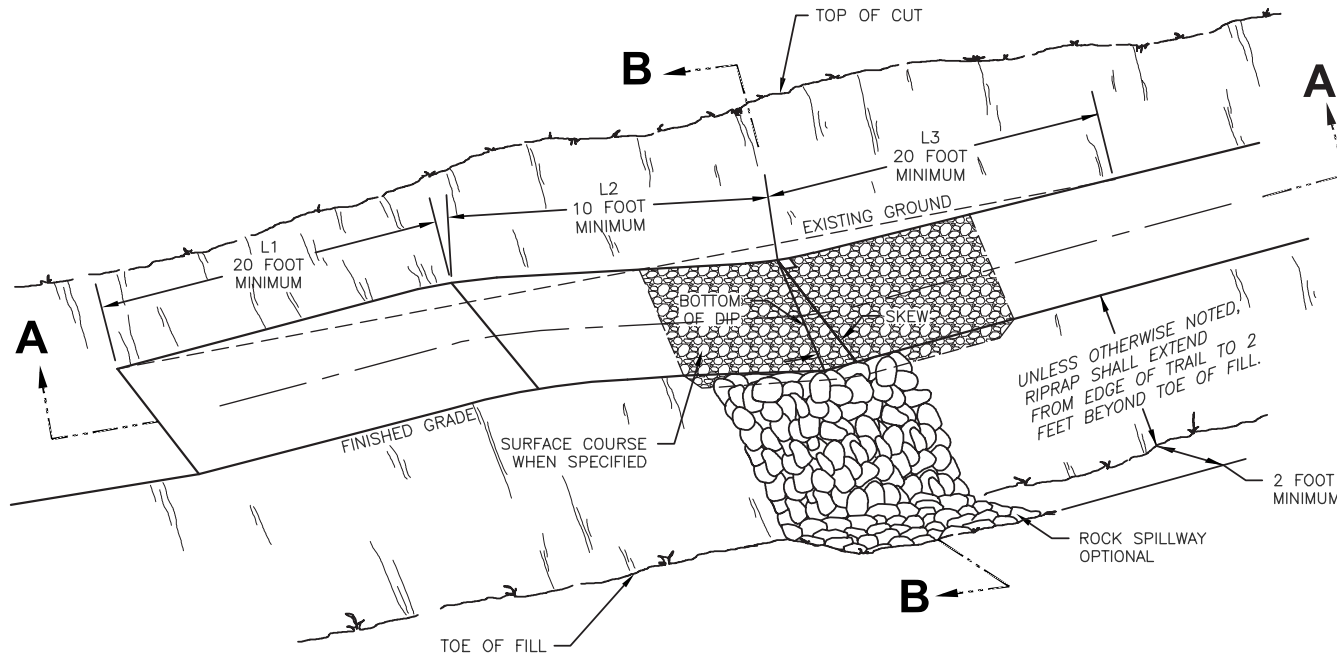 TOP OF CUT
B
A
L3
20 FOOT
MINIMUM
L2
10 FOOT
MINIMUM
EXISTING GROUND
L1
20 FOOT
MINIMUM
BOTTOM
OF DIP
SKEW
A
UNLESS OTHERWISE NOTED,
RIPRAP SHALL EXTEND
FROM EDGE OF TRAIL TO 2
FEET BEYOND TOE OF FILL.
FINISHED GRADE
SURFACE COURSE
WHEN SPECIFIED
2 FOOT
MINIMUM
ROCK SPILLWAY
OPTIONAL
B
TOE OF FILL